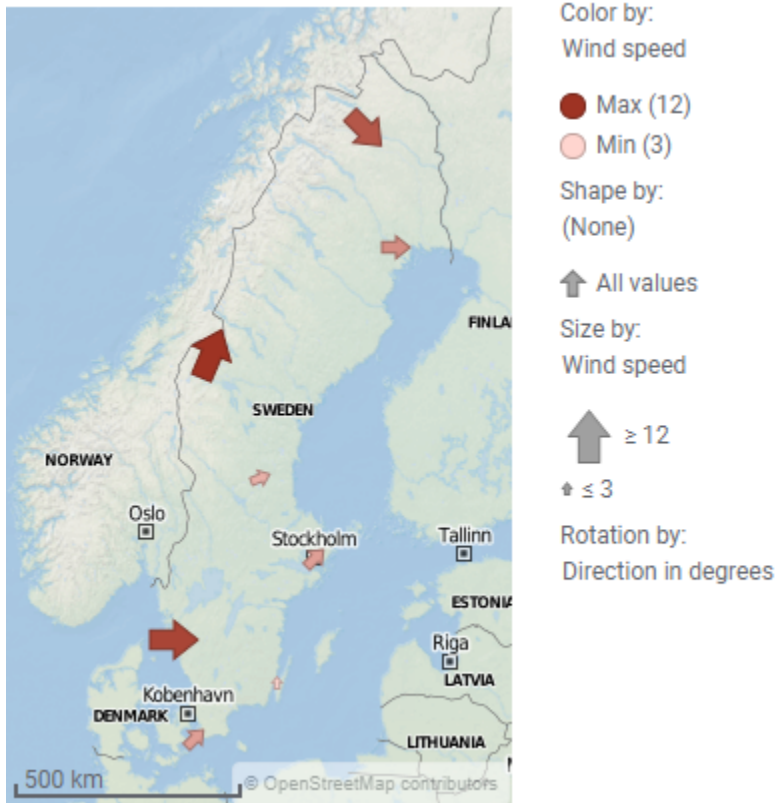 FINLA
SWEDEN
NORWAY
Oslo
Stockholm
Tallinn
ESTONIA
Riga
LATVIA
Kobenhavn
DENMARK
LITHUANIA
500 km
© OpenStreetMap contributors
Color by:
Wind speed
Max (12)
Min (3)
Shape by:
(None)
All values
Size by:
Wind speed
≥ 12
≤ 3
Rotation by:
Direction in degrees